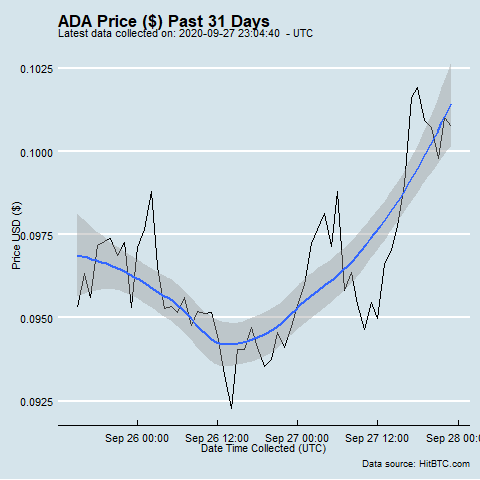 ADA Price ($) Past 31 Days
Latest data collected on: 2020-09-27 23:04:40 - UTC
0.1025
0.1000
0.0975
0.0950
0.0925
Price USD ($)
Sep 26 00:00 Sep 26 12:00 Sep 27 00:00 Sep 27 12:00 Sep 28 0
Date Time Collected (UTC)
Data source: HitBTC.com